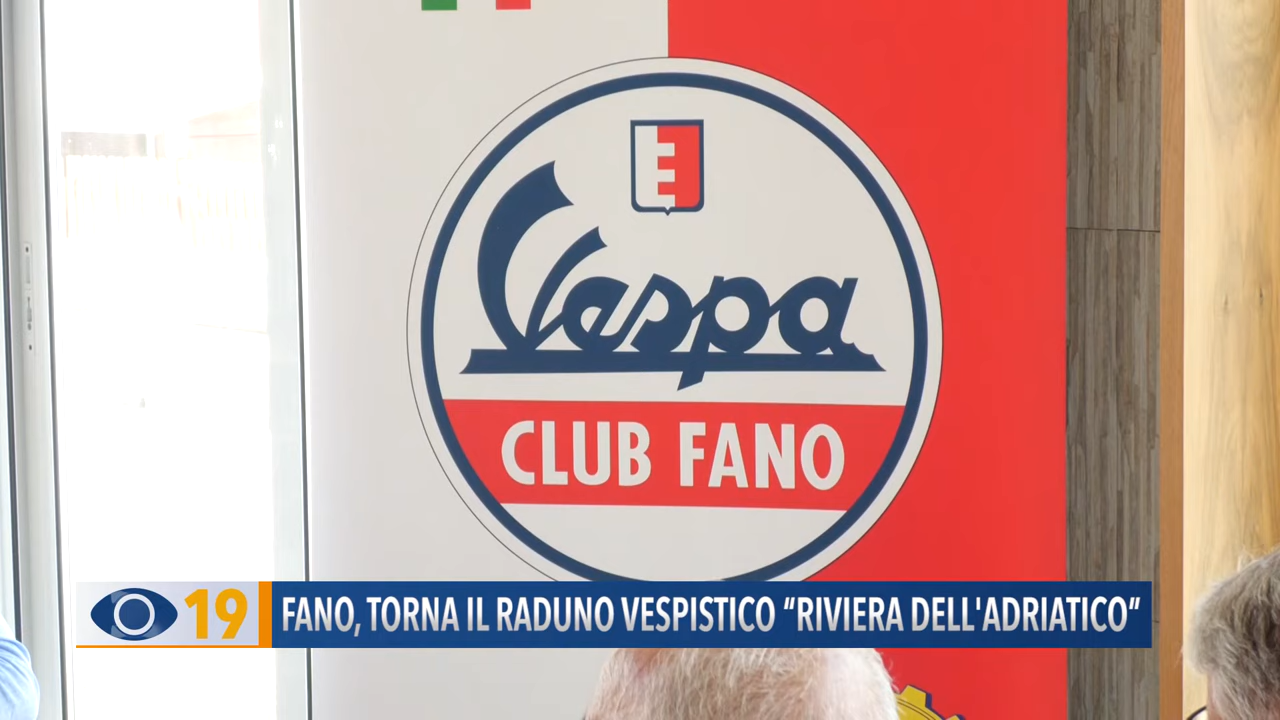 Vespa
CLUB FANO
19 FANO, TORNA IL RADUNO VESPISTICO “RIVIERA DELL'ADRIATICO”